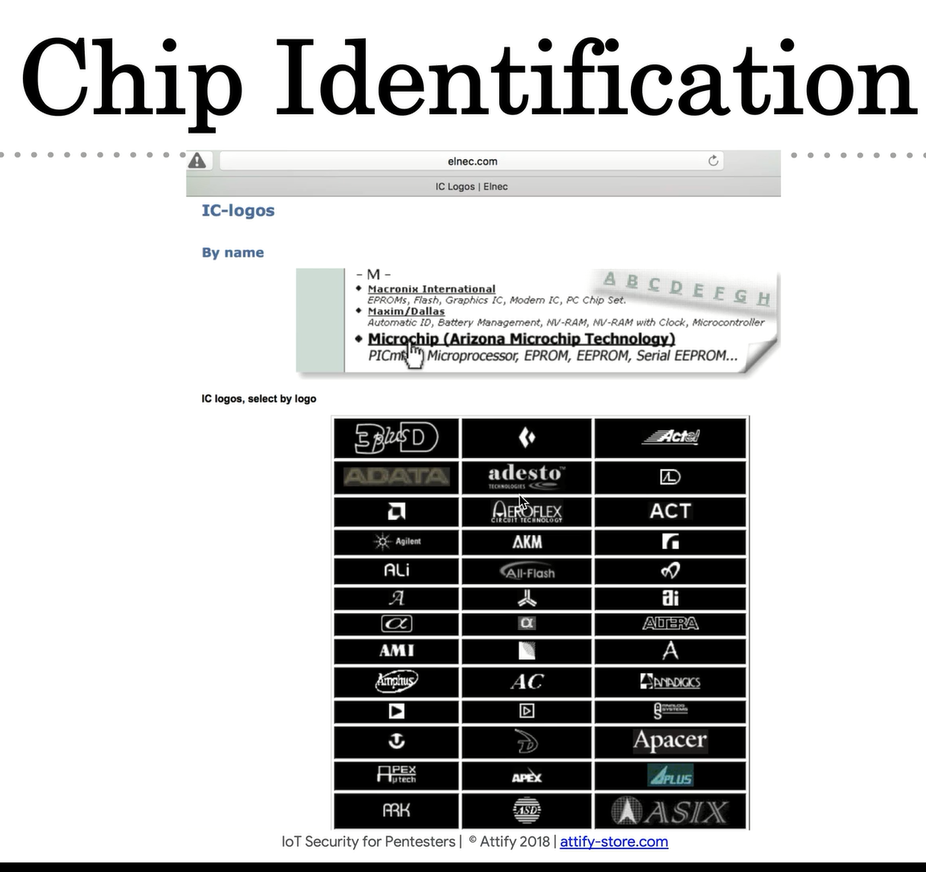 Chip Identification
elnec.com
IC Logos | Elnec
IC-logos
By name
- M -
A B C D E F G H
Macronix International
EPROMs, Flash, Graphics IC, Modem IC, PC Chip Set.
Maxim/Dallas
Automatic ID, Battery Management, NV-RAM, NV-RAM with Clock, Microcontroller
Microchip (Arizona Microchip Technology)
Microprocessor, EPROM, EEPROM, Serial EEPROM...
IC logos, select by logo
3plusD Actel
ADATA adesto TECHNOLOGIES
AEROFLEX CIRCUIT TECHNOLOGY ACT
Agilent AKM
ALi All-Flash
A ai
α α ALTERA
AMI A
Amphus AC ANADIGICS
ANALOG SYSTEMS
Apacer
APEX μtech APEX APLUS
ARK ASD ASIX
IoT Security for Pentesters | © Attify 2018 | attify-store.com